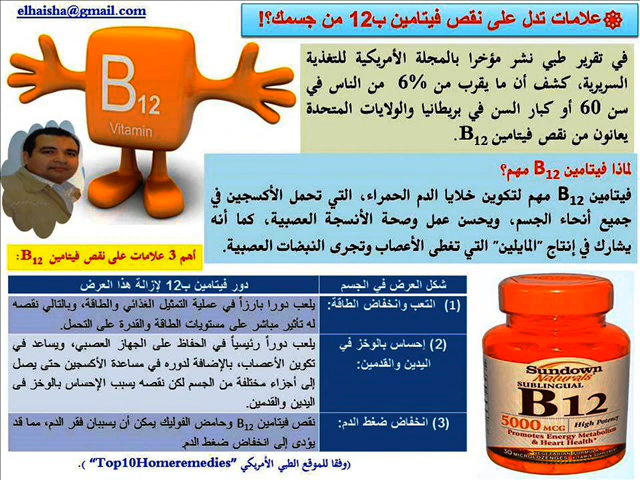 elhaisha@gmail.com
علامات تدل على نقص فيتامين ب12 من جسمك؟!
في تقرير طبي نشر مؤخرا بالمجلة الأمريكية للتغذية
السريرية، كشف أن ما يقرب من 6% من الناس في
سن 60 أو كبار السن في بريطانيا والولايات المتحدة
يعانون من نقص فيتامين B12.
B12
Vitamin
لماذا فيتامين B12 مهم؟
فيتامين B12 مهم لتكوين خلايا الدم الحمراء، التي تحمل الأكسجين في
جميع أنحاء الجسم، ويحسن عمل وصحة الأنسجة العصبية، كما أنه
يشارك في إنتاج "المايلين" التي تغطى الأعصاب وتجرى النبضات العصبية.
أهم 3 علامات على نقص فيتامين B12:
شكل العرض في الجسم
دور فيتامين ب12 لإزالة هذا العرض
(1) التعب وانخفاض الطاقة:
يلعب دورا بارزاً في عملية التمثيل الغذائي والطاقة، وبالتالي نقصه
له تأثير مباشر على مستويات الطاقة والقدرة على التحمل.
(2) إحساس بالوخز في
اليدين والقدمين:
يلعب دوراً رئيسياً في الحفاظ على الجهاز العصبي، ويساعد في
تكوين الأعصاب، بالإضافة لدوره في مساعدة الأكسجين حتى يصل
إلى أجزاء مختلفة من الجسم لكن نقصه يسبب الإحساس بالوخز فى
اليدين والقدمين.
(3) انخفاض ضغط الدم:
نقص فيتامين B12 وحامض الفوليك يمكن أن يسببان فقر الدم، مما قد
يؤدى إلى انخفاض ضغط الدم.
(وفقا للموقع الطبي الأمريكي "Top10Homeremedies").
Sundown
Naturals
SUBLINGUAL
B12
5000 MCG
High Potency
Promotes Energy Metabolism
& Heart Health*